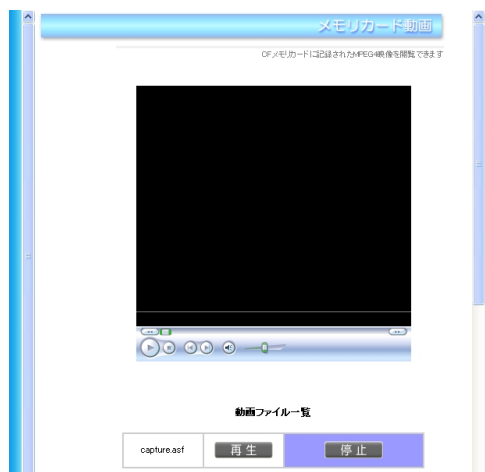 メモリカード動画
CFメモリカードに記録されたMPEG4映像を閲覧できます
動画ファイル一覧
capture.asf
再生
停止